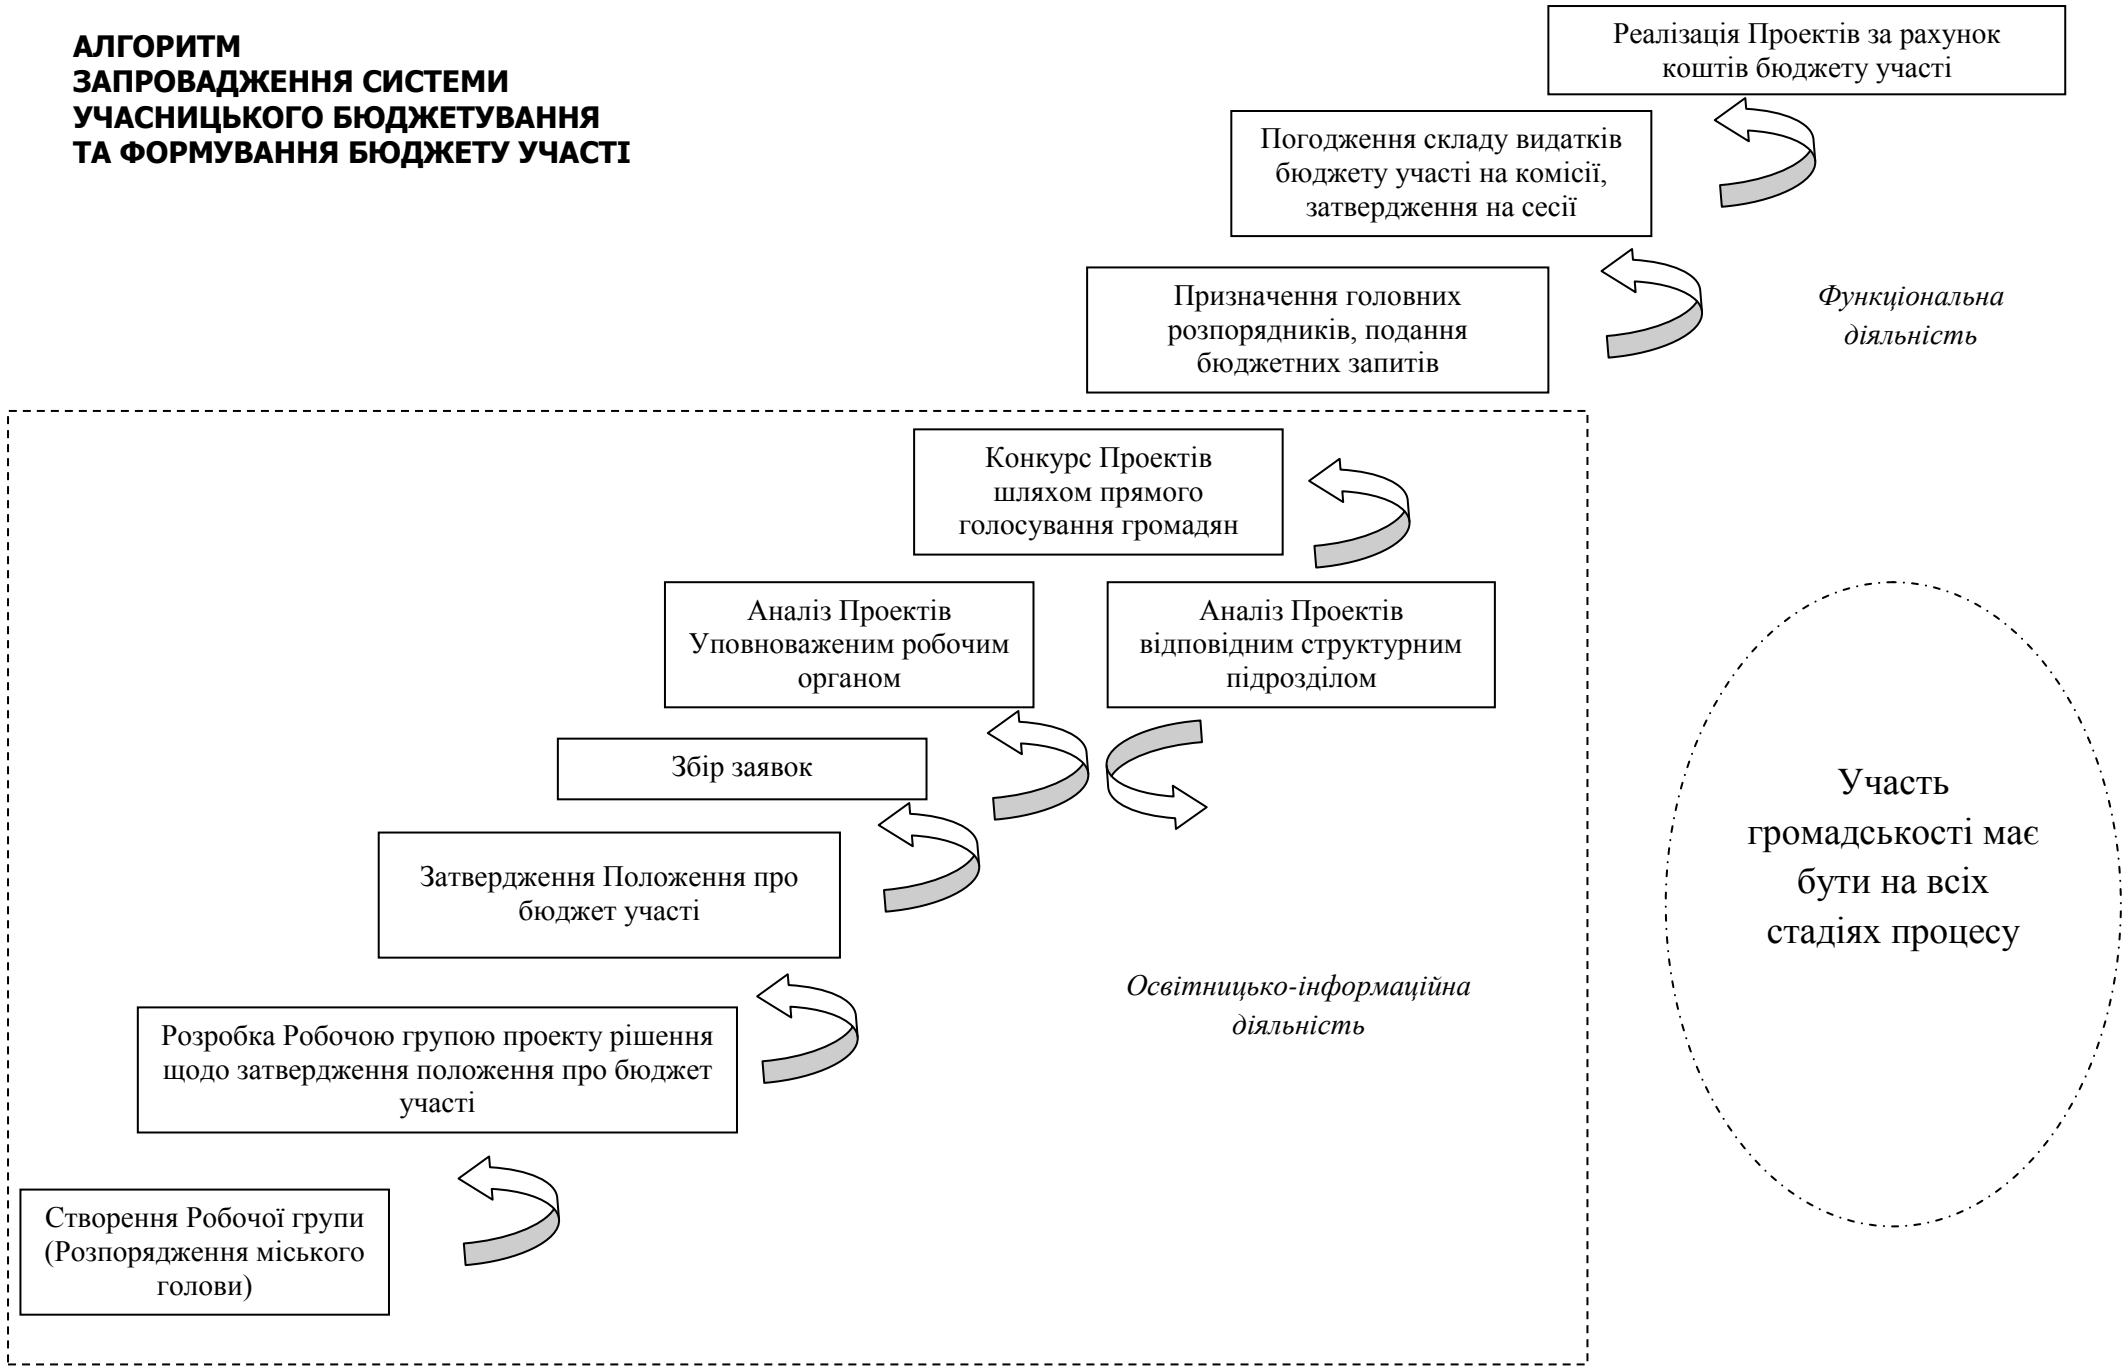 АЛГОРИТМ
ЗАПРОВАДЖЕННЯ СИСТЕМИ
УЧАСНИЦЬКОГО БЮДЖЕТУВАННЯ
ТА ФОРМУВАННЯ БЮДЖЕТУ УЧАСТІ
Реалізація Проектів за рахунок
коштів бюджету участі
Погодження складу видатків
бюджету участі на комісії,
затвердження на сесії
Призначення головних
розпорядників, подання
бюджетних запитів
Функціональна
діяльність
Конкурс Проектів
шляхом прямого
голосування громадян
Аналіз Проектів
Уповноваженим робочим
органом
Аналіз Проектів
відповідним структурним
підрозділом
Збір заявок
Затвердження Положення про
бюджет участі
Участь
громадськості має
бути на всіх
стадіях процесу
Освітницько-інформаційна
діяльність
Розробка Робочою групою проекту рішення
щодо затвердження положення про бюджет
участі
Створення Робочої групи
(Розпорядження міського
голови)